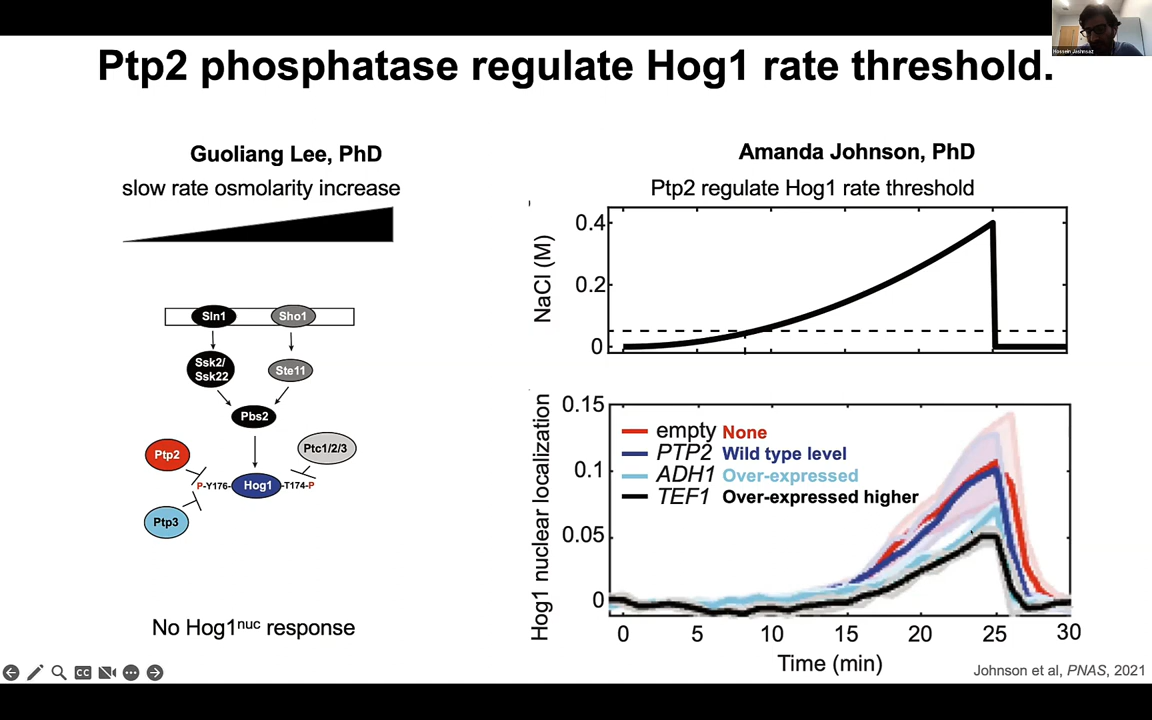 Ptp2 phosphatase regulate Hog1 rate threshold.
Hossein Jashnsaz
Guoliang Lee, PhD
slow rate osmolarity increase
Sln1
Sho1
Ssk2/
Ssk22
Ste11
Pbs2
Ptp2
Ptc1/2/3
P-Y176-
Hog1
-T174-P
Ptp3
No Hog1nuc response
Amanda Johnson, PhD
Ptp2 regulate Hog1 rate threshold
NaCl (M)
0.4
0.2
0
Hog1 nuclear localization
0.15
0.1
0.05
0
empty None
PTP2 Wild type level
ADH1 Over-expressed
TEF1 Over-expressed higher
0 5 10 15 20 25 30
Time (min)
CC
Johnson et al, PNAS, 2021